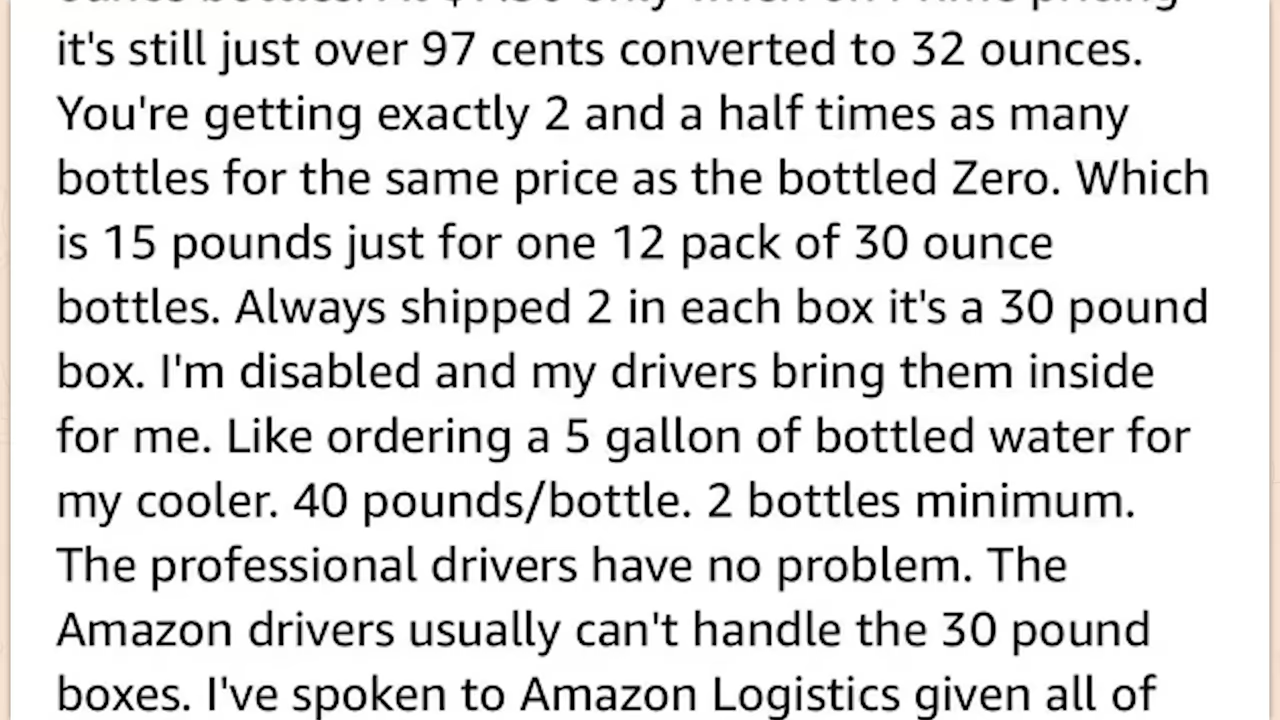 it's still just over 97 cents converted to 32 ounces.
You're getting exactly 2 and a half times as many
bottles for the same price as the bottled Zero. Which
is 15 pounds just for one 12 pack of 30 ounce
bottles. Always shipped 2 in each box it's a 30 pound
box. I'm disabled and my drivers bring them inside
for me. Like ordering a 5 gallon of bottled water for
my cooler. 40 pounds/bottle. 2 bottles minimum.
The professional drivers have no problem. The
Amazon drivers usually can't handle the 30 pound
boxes. I've spoken to Amazon Logistics given all of